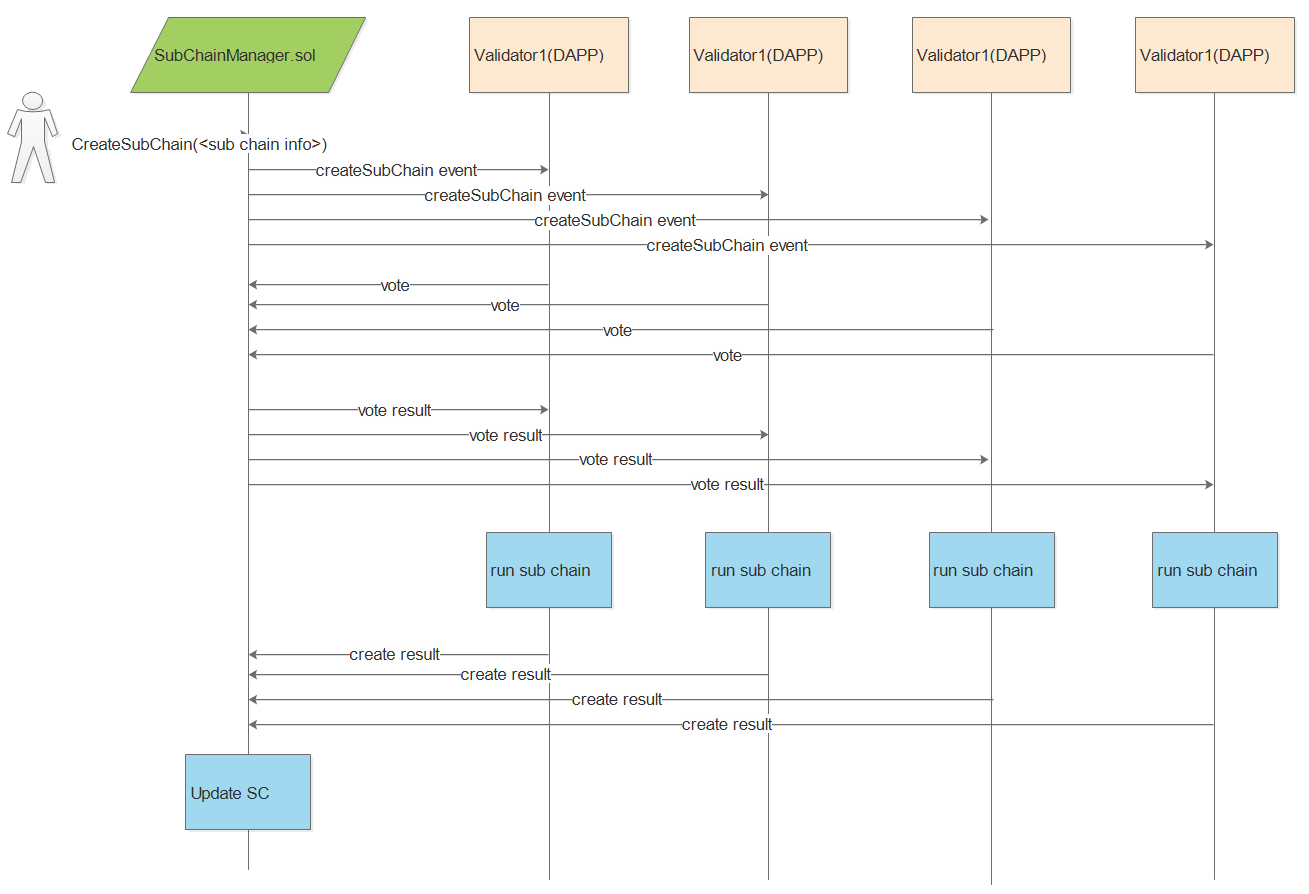 SubChainManager.sol
Validator1(DAPP)
Validator1(DAPP)
Validator1(DAPP)
Validator1(DAPP)
CreateSubChain(<sub chain info>)
createSubChain event
createSubChain event
createSubChain event
createSubChain event
vote
vote
vote
vote
vote result
vote result
vote result
vote result
run sub chain
run sub chain
run sub chain
run sub chain
create result
create result
create result
create result
Update SC